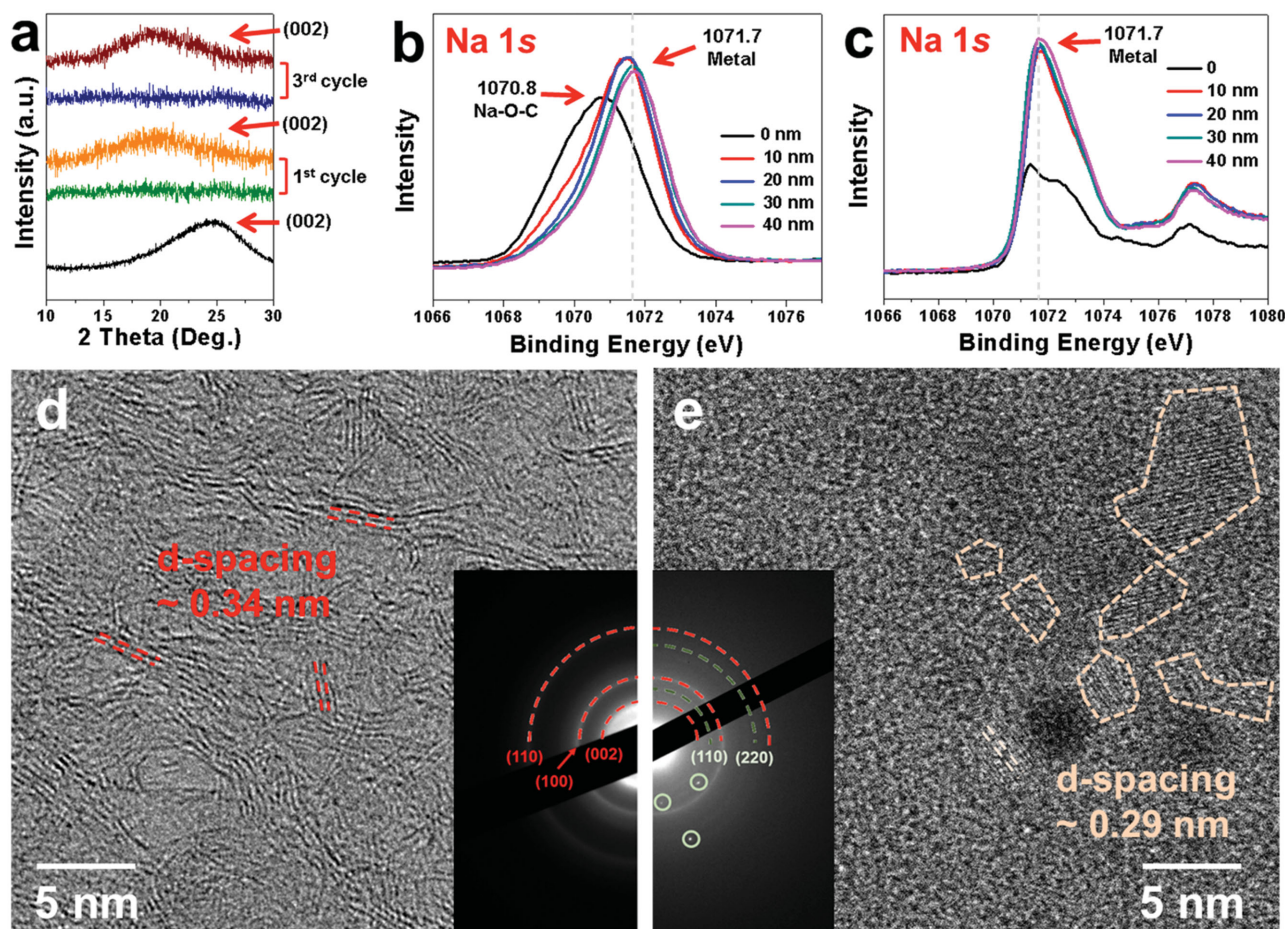 a
(002)
3rd cycle
(002)
1st cycle
(002)
Intensity (a.u.)
10 15 20 25 30
2 Theta (Deg.)
b
Na 1s
1071.7
Metal
1070.8
Na-O-C
0 nm
10 nm
20 nm
30 nm
40 nm
Intensity
1066 1068 1070 1072 1074 1076
Binding Energy (eV)
c
Na 1s
1071.7
Metal
0
10 nm
20 nm
30 nm
40 nm
Intensity
1066 1068 1070 1072 1074 1076 1078 1080
Binding Energy (eV)
d
d-spacing
~ 0.34 nm
5 nm
(110)
(100)
(002)
e
(110)
(220)
d-spacing
~ 0.29 nm
5 nm